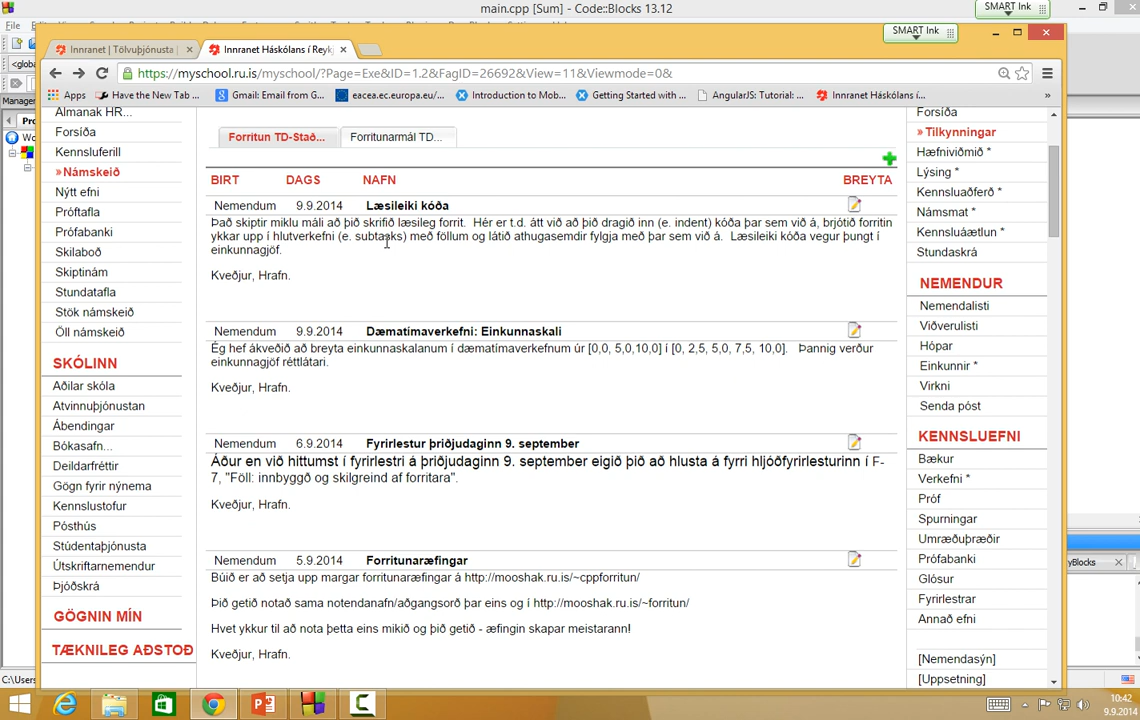 main.cpp [Sum] - Code::Blocks 13.12
SMART Ink
File
SMART Ink
Innranet | Tölvuþjónusta
Innranet Háskólans í Reykj
<global
https://myschool.ru.is/myschool/?Page=Exe&ID=1.2&FagID=26692&View=11&Viewmode=0&
Apps
Have the New Tab ...
Gmail: Email from G...
eacea.ec.europa.eu/...
Introduction to Mob...
Getting Started with ...
AngularJS: Tutorial: ...
Innranet Háskólans í...
»
Manager
Almanak HR...
Forsíða
Kennsluferill
» Námskeið
Nýtt efni
Próftafla
Prófabanki
Skilaboð
Skiptinám
Stundatafla
Stök námskeið
Öll námskeið
SKÓLINN
Aðilar skóla
Atvinnuþjónustan
Ábendingar
Bókasafn...
Deildarfréttir
Gögn fyrir nýnema
Kennslustofur
Pósthús
Stúdentaþjónusta
Útskriftarnemendur
Þjóðskrá
GÖGNIN MÍN
TÆKNILEG AÐSTOÐ
Forritun TD-Stað...
Forritunarmál TD...
BIRT DAGS NAFN BREYTA
Nemendum 9.9.2014 Læsileiki kóða
Það skiptir miklu máli að þið skrifið læsileg forrit. Hér er t.d. átt við að þið dragið inn (e. indent) kóða þar sem við á, brjótið forritin
ykkar upp í hlutverkefni (e. subtasks) með föllum og látið athugasemdir fylgja með þar sem við á. Læsileiki kóða vegur þungt í
einkunnagjöf.
Kveðjur, Hrafn.
Nemendum 9.9.2014 Dæmatímaverkefni: Einkunnaskali
Ég hef ákveðið að breyta einkunnaskalanum í dæmatímaverkefnum úr [0,0, 5,0,10,0] í [0, 2,5, 5,0, 7,5, 10,0]. Þannig verður
einkunnagjöf réttlátari.
Kveðjur, Hrafn.
Nemendum 6.9.2014 Fyrirlestur þriðjudaginn 9. september
Áður en við hittumst í fyrirlestri á þriðjudaginn 9. september eigið þið að hlusta á fyrri hljóðfyrirlesturinn í F-
7, "Föll: innbyggð og skilgreind af forritara".
Kveðjur, Hrafn.
Nemendum 5.9.2014 Forritunaræfingar
Búið er að setja upp margar forritunaræfingar á http://mooshak.ru.is/~cppforritun/
Þið getið notað sama notendanafn/aðgangsorð þar eins og í http://mooshak.ru.is/~forritun/
Hvet ykkur til að nota þetta eins mikið og þið getið - æfingin skapar meistarann!
Kveðjur, Hrafn.
Forsíða
» Tilkynningar
Hæfniviðmið *
Lýsing *
Kennsluaðferð *
Námsmat *
Kennsluáætlun *
Stundaskrá
NEMENDUR
Nemendalisti
Viðverulisti
Hópar
Einkunnir *
Virkni
Senda póst
KENNSLUEFNI
Bækur
Verkefni *
Próf
Spurningar
Umræðuþræðir
Prófabanki
Glósur
Fyrirlestrar
Annað efni
[Nemendasýn]
[Uppsetning]
yBlocks
C:\Users
10:42
9.9.2014